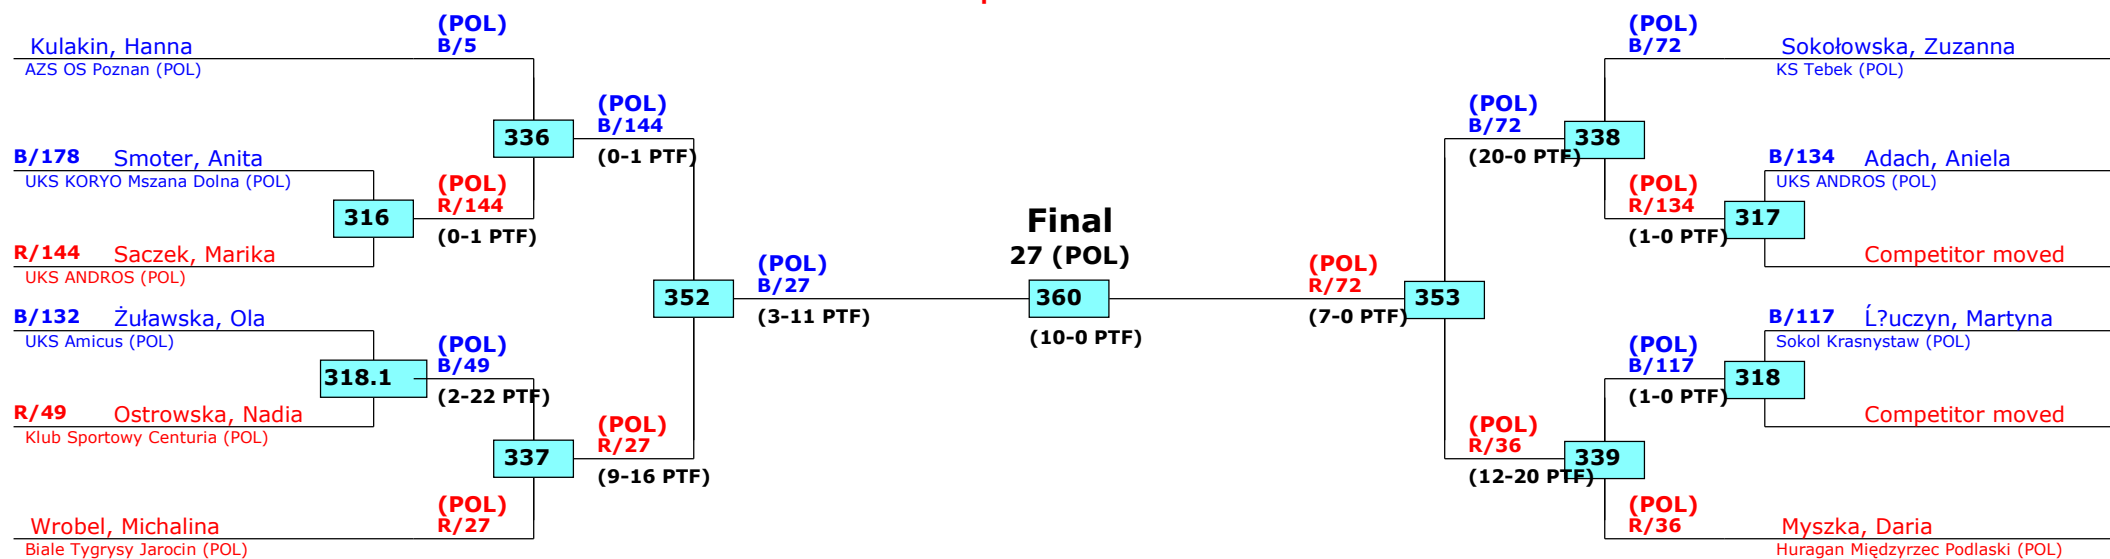 (POL)
B/5
Kulakin, Hanna
AZS OS Poznan (POL)
(POL)
B/144
336
(0-1 PTF)
B/178 Smoter, Anita
UKS KORYO Mszana Dolna (POL)
(POL)
R/144
316
(0-1 PTF)
R/144 Saczek, Marika
UKS ANDROS (POL)
(POL)
B/27
352
(3-11 PTF)
B/132 Żuławska, Ola
UKS Amicus (POL)
(POL)
B/49
318.1
(2-22 PTF)
R/49 Ostrowska, Nadia
Klub Sportowy Centuria (POL)
(POL)
R/27
337
(9-16 PTF)
(POL)
R/27
Wrobel, Michalina
Biale Tygrysy Jarocin (POL)
Final
27 (POL)
360
(10-0 PTF)
(POL)
B/72
Sokołowska, Zuzanna
KS Tebek (POL)
(POL)
B/72
338
(20-0 PTF)
B/134 Adach, Aniela
UKS ANDROS (POL)
(POL)
R/134
317
(1-0 PTF)
Competitor moved
(POL)
R/72
353
(7-0 PTF)
B/117 Ĺ?uczyn, Martyna
Sokol Krasnystaw (POL)
(POL)
B/117
318
(1-0 PTF)
Competitor moved
(POL)
R/36
339
(12-20 PTF)
(POL)
R/36
Myszka, Daria
Huragan Międzyrzec Podlaski (POL)